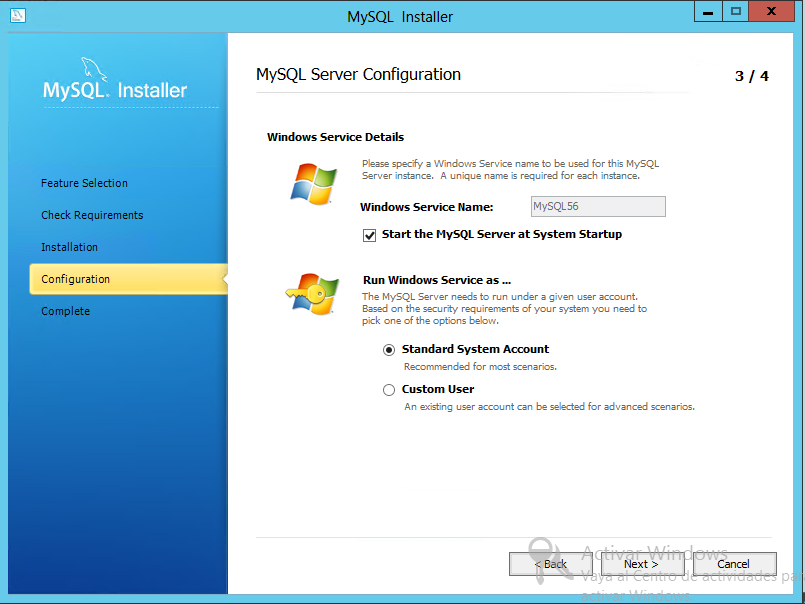 MySQL Installer
MySQL. Installer
MySQL Server Configuration
3 / 4
Feature Selection
Check Requirements
Installation
Configuration
Complete
Windows Service Details
Please specify a Windows Service name to be used for this MySQL
Server instance. A unique name is required for each instance.
Windows Service Name:
MySQL56
Start the MySQL Server at System Startup
Run Windows Service as ...
The MySQL Server needs to run under a given user account.
Based on the security requirements of your system you need to
pick one of the options below.
Standard System Account
Recommended for most scenarios.
Custom User
An existing user account can be selected for advanced scenarios.
Activar Windows
< Back
Next >
Cancel
Vaya al Centro de actividades pa
activar Windows